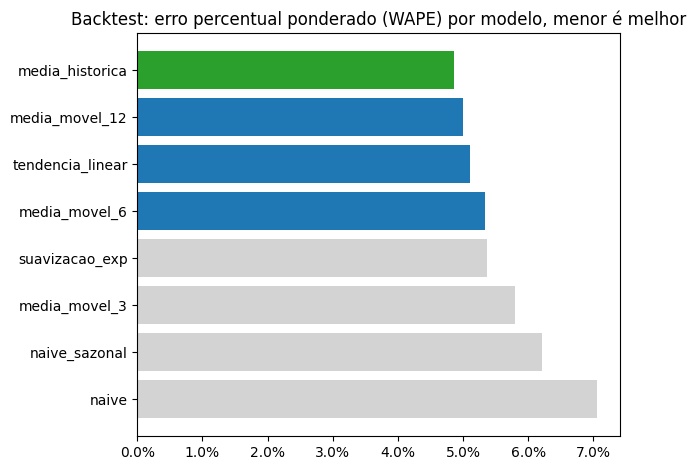 Backtest: erro percentual ponderado (WAPE) por modelo, menor é melhor
media_historica
media_movel_12
tendencia_linear
media_movel_6
suavizacao_exp
media_movel_3
naive_sazonal
naive
0.0% 1.0% 2.0% 3.0% 4.0% 5.0% 6.0% 7.0%